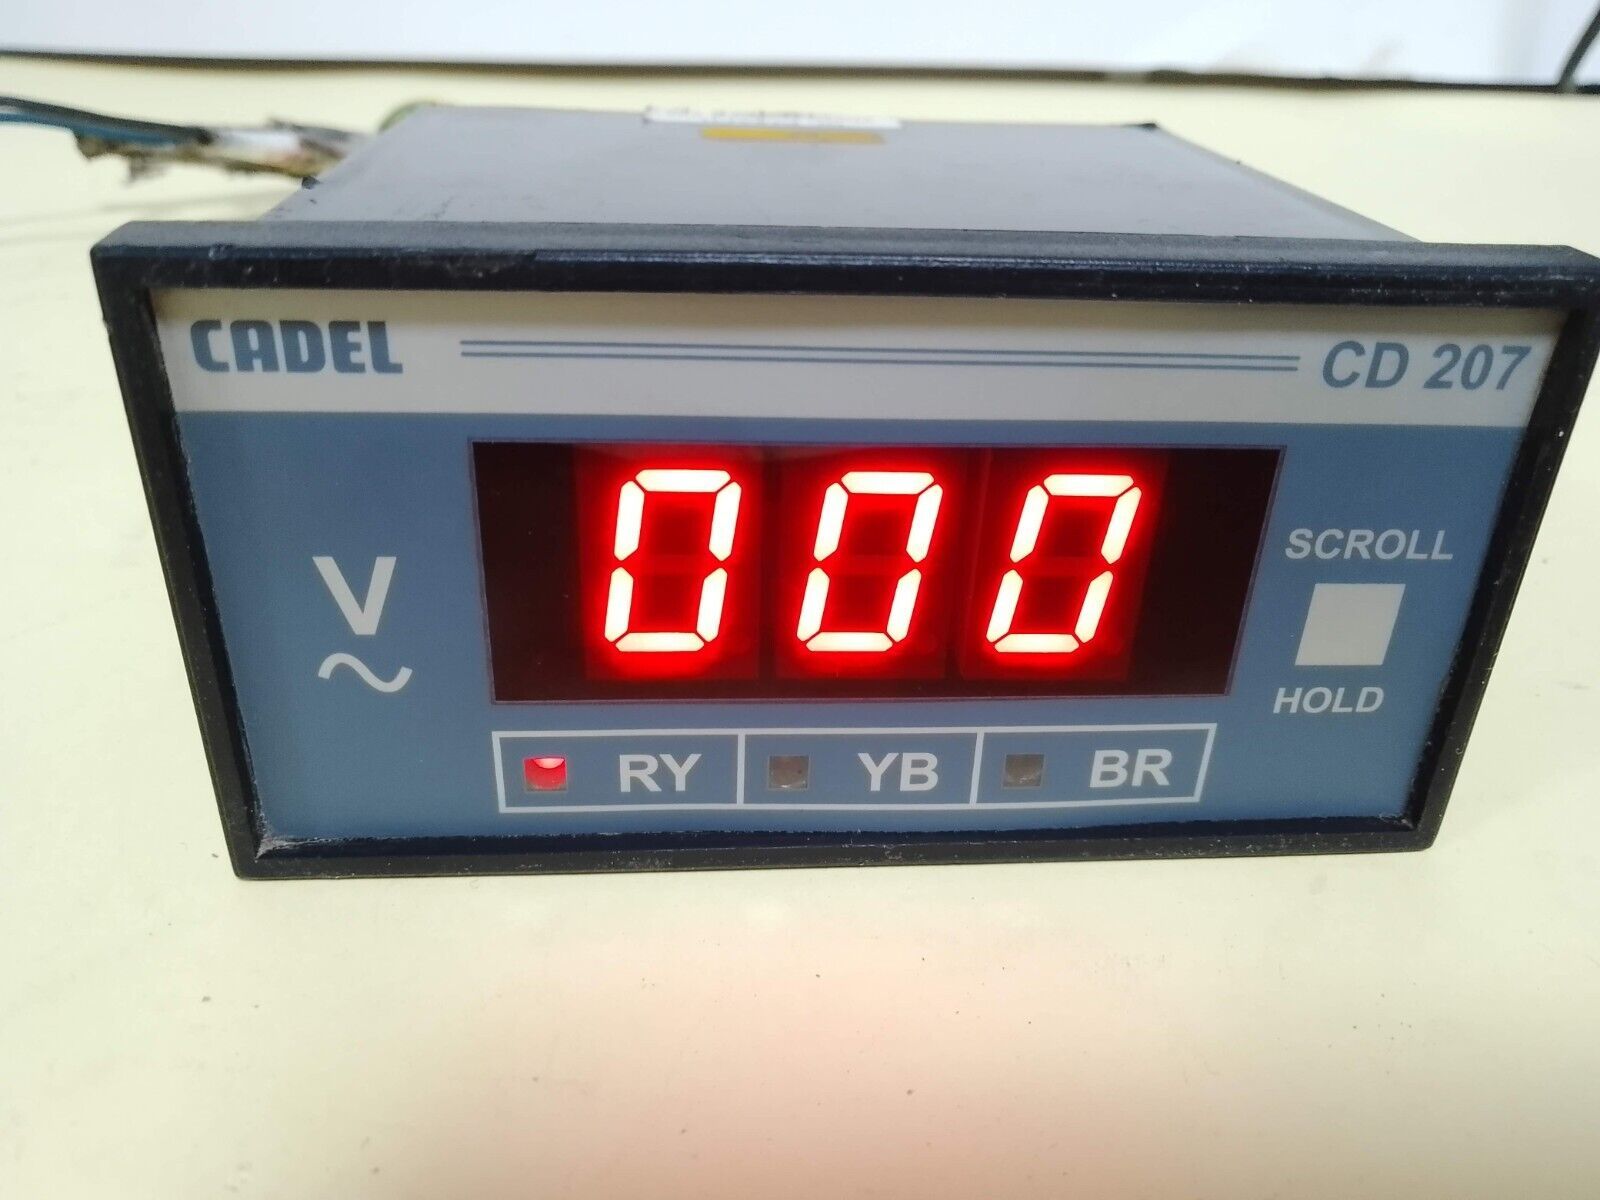 CADEL CD 207
000
V
~
SCROLL
HOLD
RY YB BR